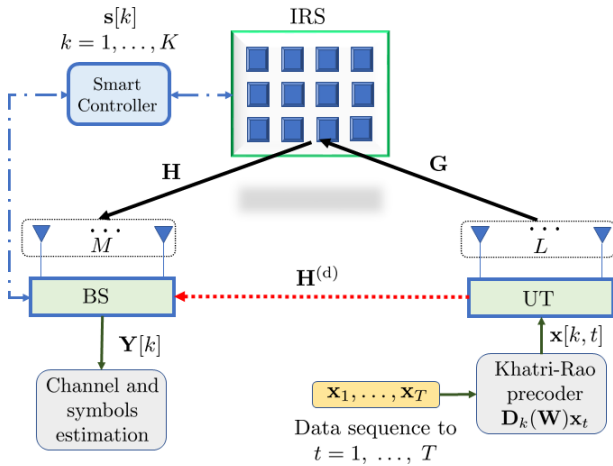 s[k]
k = 1, . . . , K
IRS
Smart
Controller
H
G
. . .
M
. . .
L
BS
H^(d)
UT
Y[k]
x[k, t]
Channel and
symbols
estimation
x₁, . . . , x_T
Data sequence to
t = 1, . . . , T
Khatri-Rao
precoder
D_k(W)x_t